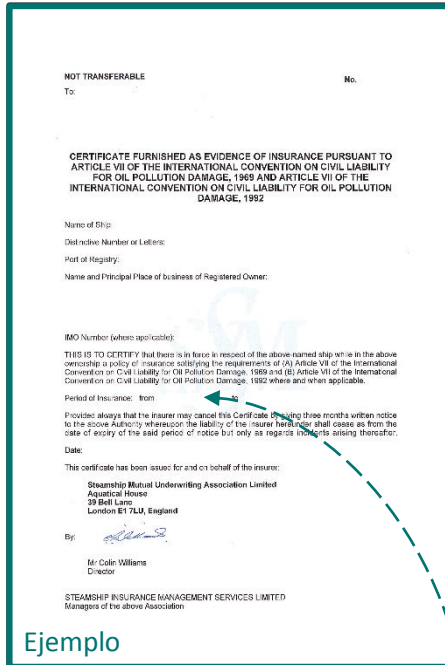 NOT TRANSFERABLE
No.
To:
CERTIFICATE FURNISHED AS EVIDENCE OF INSURANCE PURSUANT TO
ARTICLE VII OF THE INTERNATIONAL CONVENTION ON CIVIL LIABILITY
FOR OIL POLLUTION DAMAGE, 1969 AND ARTICLE VII OF THE
INTERNATIONAL CONVENTION ON CIVIL LIABILITY FOR OIL POLLUTION
DAMAGE, 1992
Name of Ship:
Distinctive Number or Letters:
Port of Registry:
Name and Principal Place of business of Registered Owner:
IMO Number (where applicable):
THIS IS TO CERTIFY that there is in force in respect of the above-named ship while in the above
ownership a policy of insurance satisfying the requirements of (A) Article VII of the International
Convention on Civil Liability for Oil Pollution Damage, 1969 and (B) Article VII of the International
Convention on Civil Liability for Oil Pollution Damage, 1992 where and when applicable.
Period of Insurance: from to
Provided always that the insurer may cancel this Certificate by giving three months written notice
to the above Authority whereupon the liability of the insurer hereunder shall cease as from the
date of expiry of the said period of notice but only as regards incidents arising thereafter.
Date:
This certificate has been issued for and on behalf of the insurer:
Steamship Mutual Underwriting Association Limited
Aquatical House
39 Bell Lane
London E1 7LU, England
By:
Mr Colin Williams
Director
STEAMSHIP INSURANCE MANAGEMENT SERVICES LIMITED
Managers of the above Association
Ejemplo